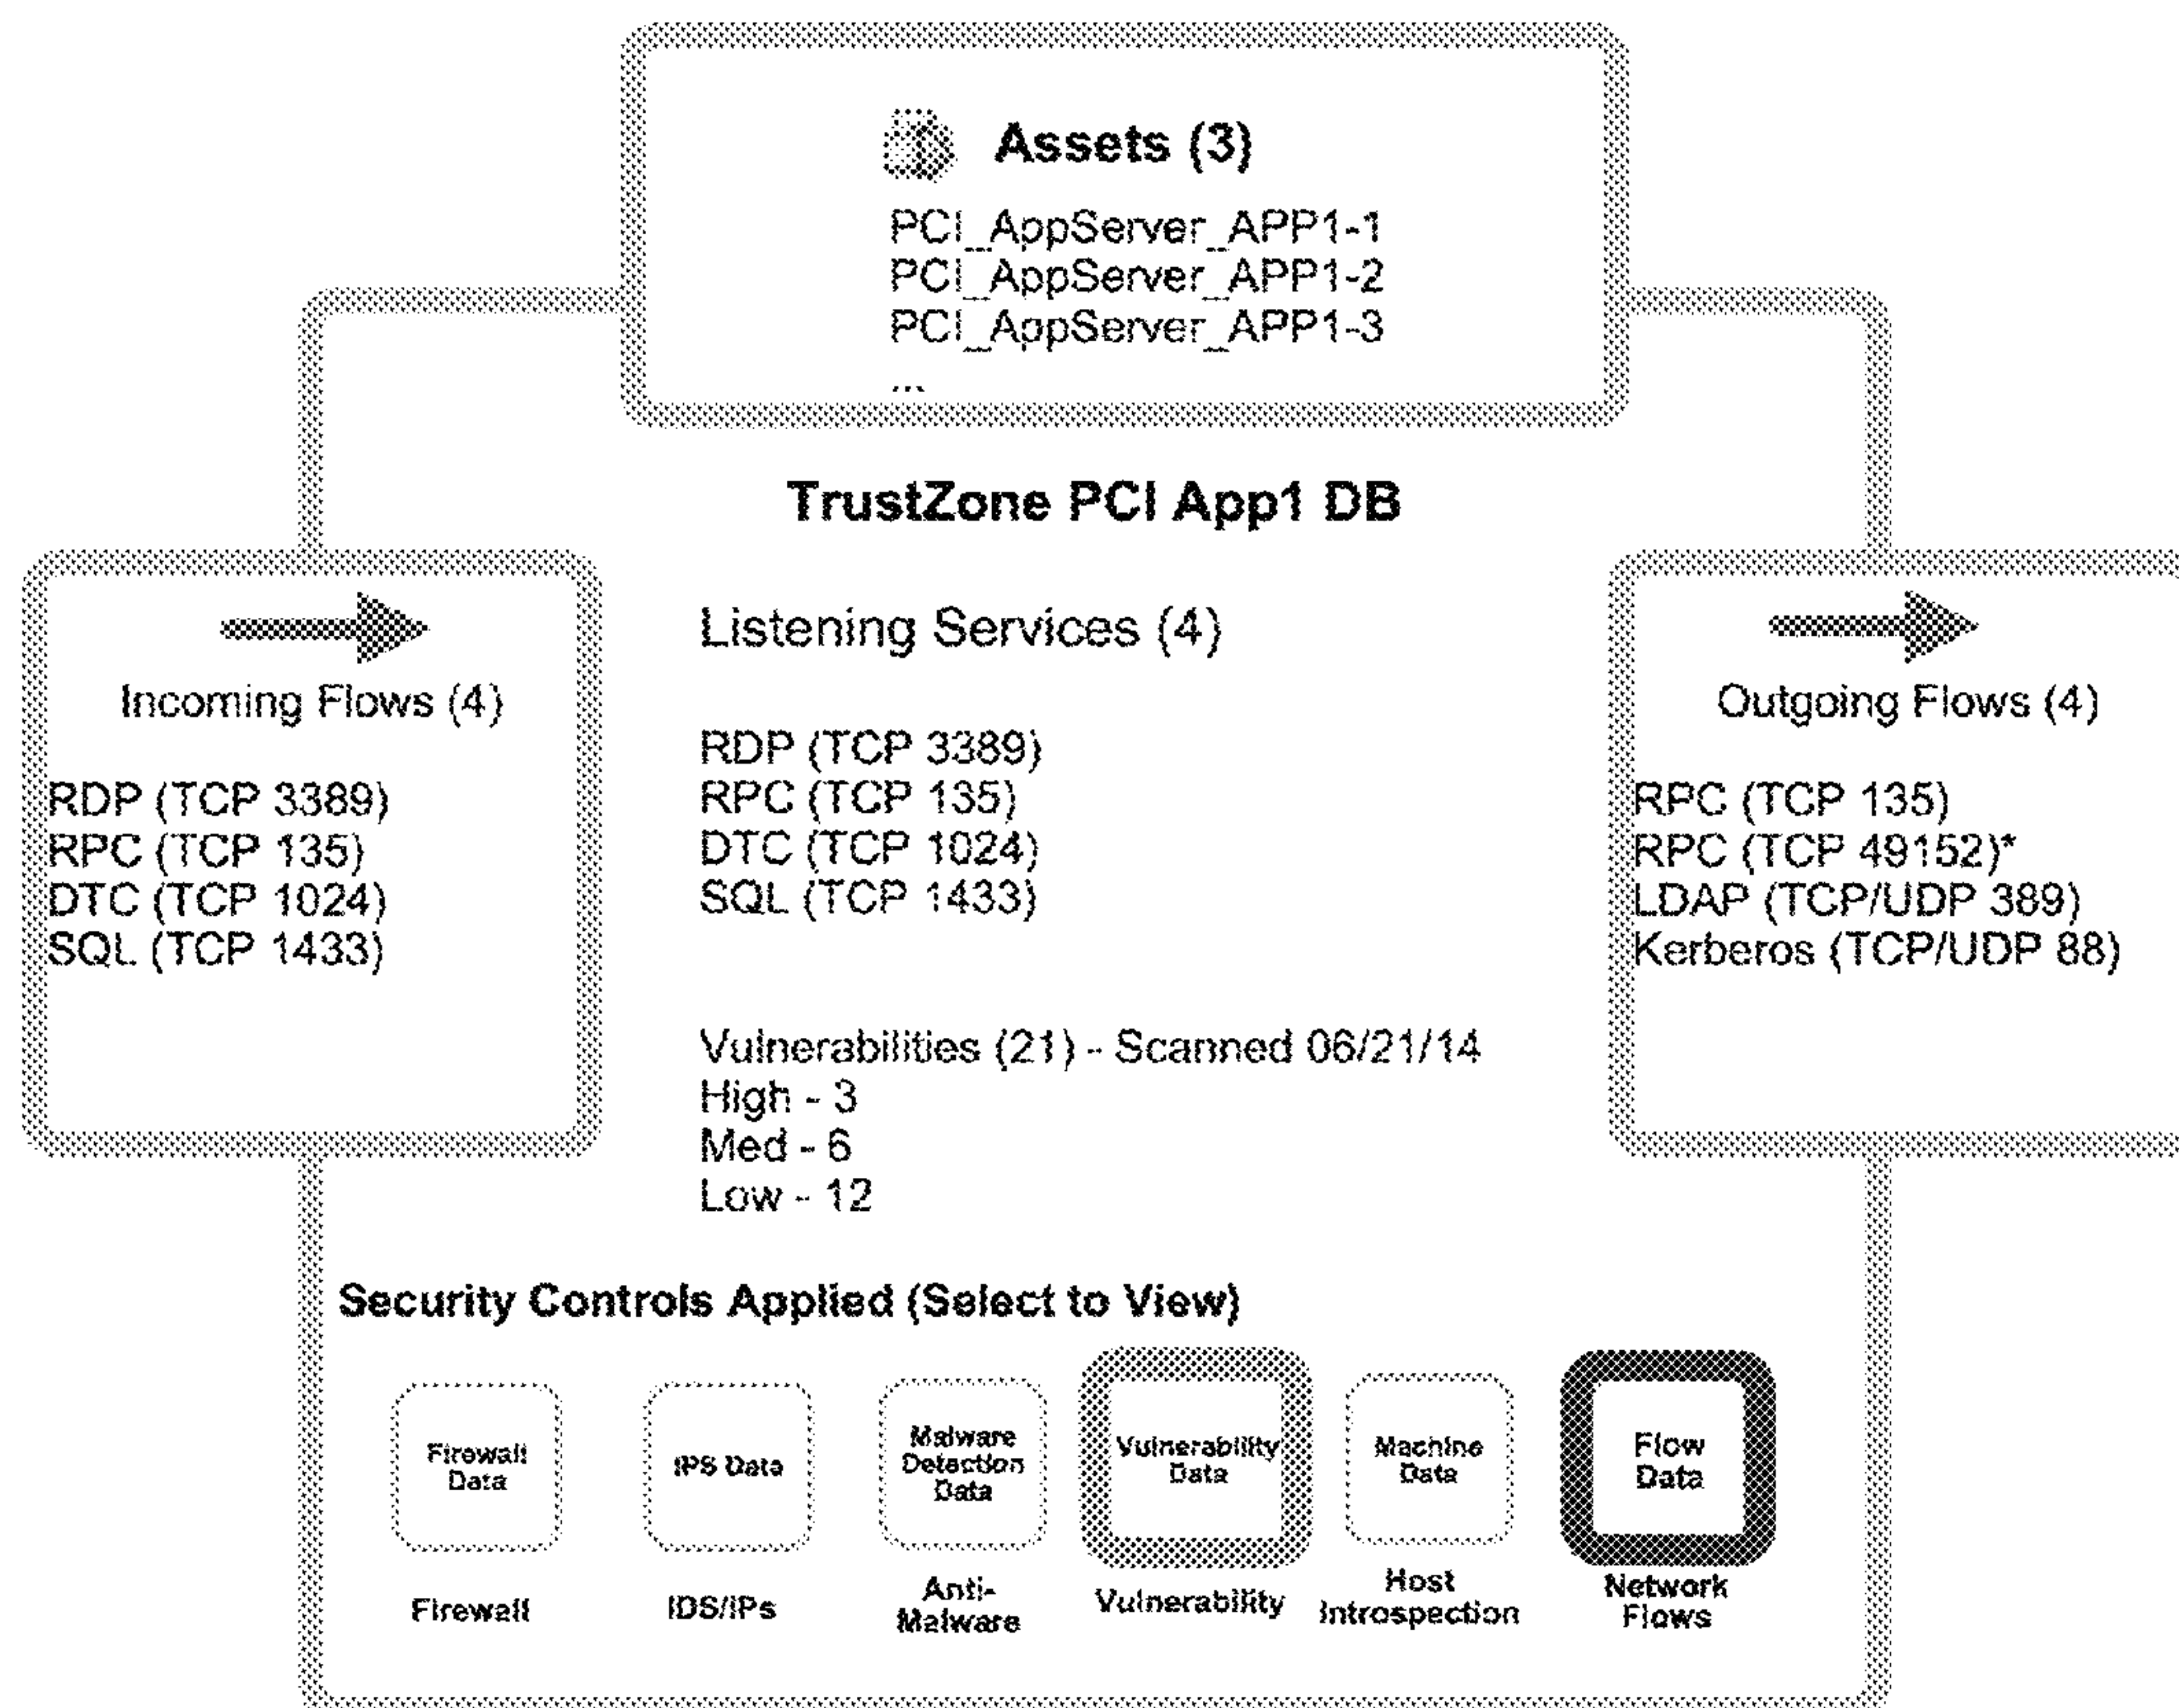 Assets (3)
PCI_AppServer_APP1-1
PCI_AppServer_APP1-2
PCI_AppServer_APP1-3
...
TrustZone PCI App1 DB
Incoming Flows (4)
RDP (TCP 3389)
RPC (TCP 135)
DTC (TCP 1024)
SQL (TCP 1433)
Listening Services (4)
RDP (TCP 3389)
RPC (TCP 135)
DTC (TCP 1024)
SQL (TCP 1433)
Vulnerabilities (21) - Scanned 06/21/14
High - 3
Med - 6
Low - 12
Outgoing Flows (4)
RPC (TCP 135)
RPC (TCP 49152)*
LDAP (TCP/UDP 389)
Kerberos (TCP/UDP 88)
Security Controls Applied (Select to View)
Firewall
Data
Firewall
IPS Data
IDS/IPs
Malware
Detection
Data
Anti-
Malware
Vulnerability
Data
Vulnerability
Machine
Data
Host
Introspection
Flow
Data
Network
Flows